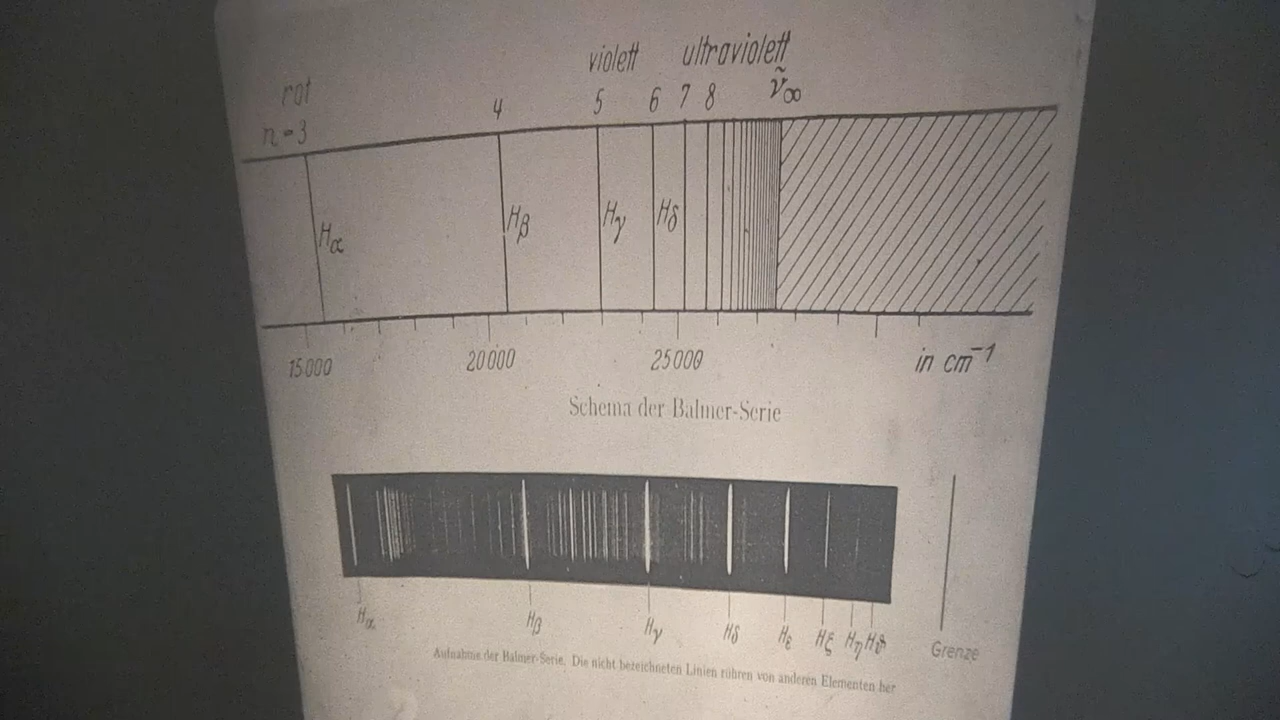 violett ultraviolett
rot 4 5 6 7 8 ṽ∞
n=3
Hα Hβ Hγ Hδ
15000 20000 25000 in cm⁻¹
Schema der Balmer-Serie
Hα Hβ Hγ Hδ Hε Hξ Hη Hϑ
Grenze
Aufnahme der Balmer-Serie. Die nicht bezeichneten Linien rühren von anderen Elementen her